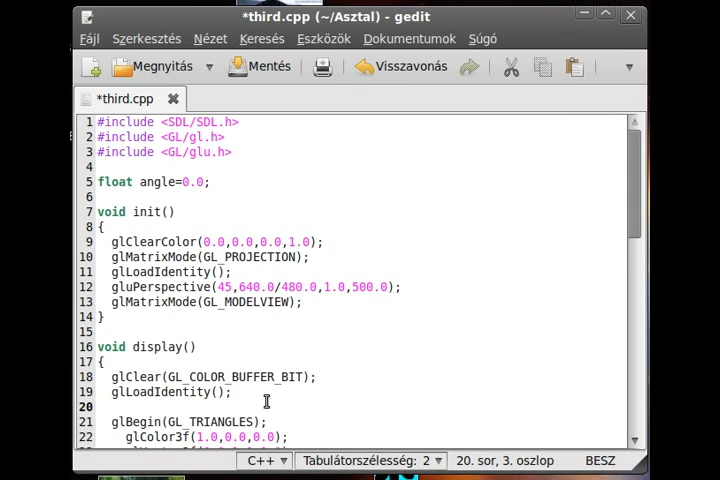 *third.cpp (~/Asztal) - gedit
Fájl Szerkesztés Nézet Keresés Eszközök Dokumentumok Súgó
Megnyitás Mentés Visszavonás
*third.cpp
1 #include <SDL/SDL.h>
2 #include <GL/gl.h>
3 #include <GL/glu.h>
4
5 float angle=0.0;
6
7 void init()
8 {
9 glClearColor(0.0,0.0,0.0,1.0);
10 glMatrixMode(GL_PROJECTION);
11 glLoadIdentity();
12 gluPerspective(45,640.0/480.0,1.0,500.0);
13 glMatrixMode(GL_MODELVIEW);
14 }
15
16 void display()
17 {
18 glClear(GL_COLOR_BUFFER_BIT);
19 glLoadIdentity();
20
21 glBegin(GL_TRIANGLES);
22 glColor3f(1.0,0.0,0.0);
C++ Tabulátorszélesség: 2 20. sor, 3. oszlop BESZ